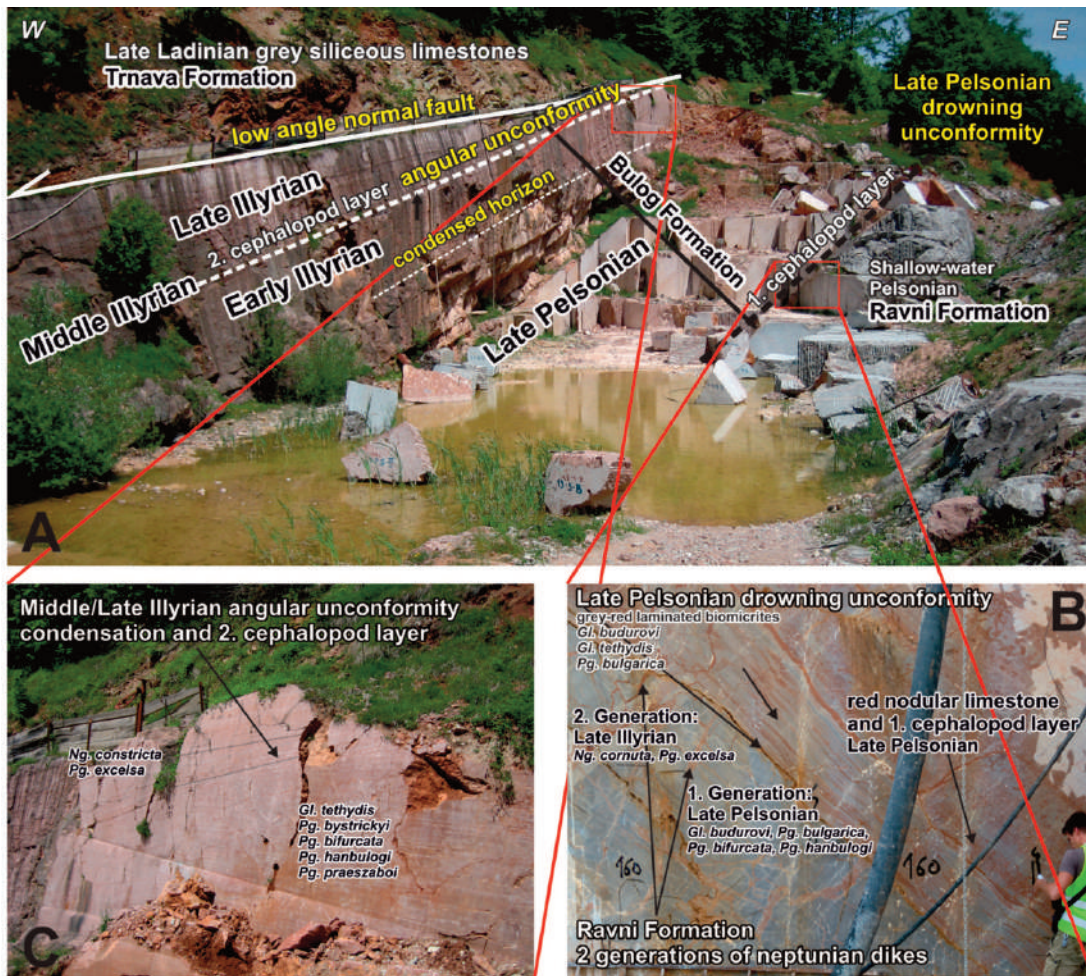 W
E
Late Ladinian grey siliceous limestones
Trnava Formation
Late Pelsonian
drowning
unconformity
low angle normal fault
angular unconformity
Late Illyrian
2. cephalopod layer
Bulog Formation
condensed horizon
Early Illyrian
Middle Illyrian
Late Pelsonian
1. cephalopod layer
Shallow-water
Pelsonian
Ravni Formation
A
Middle/Late Illyrian angular unconformity
condensation and 2. cephalopod layer
Ng. constricta
Pg. excelsa
Gl. tethydis
Pg. bystrickyi
Pg. bifurcata
Pg. hanbulogi
Pg. praeszaboi
C
Late Pelsonian drowning unconformity
grey-red laminated biomicrites
Gl. budurovi
Gl. tethydis
Pg. bulgarica
B
red nodular limestone
and 1. cephalopod layer
Late Pelsonian
2. Generation:
Late Illyrian
Ng. cornuta, Pg. excelsa
1. Generation:
Late Pelsonian
Gl. budurovi, Pg. bulgarica,
Pg. bifurcata, Pg. hanbulogi
160
160
Ravni Formation
2 generations of neptunian dikes